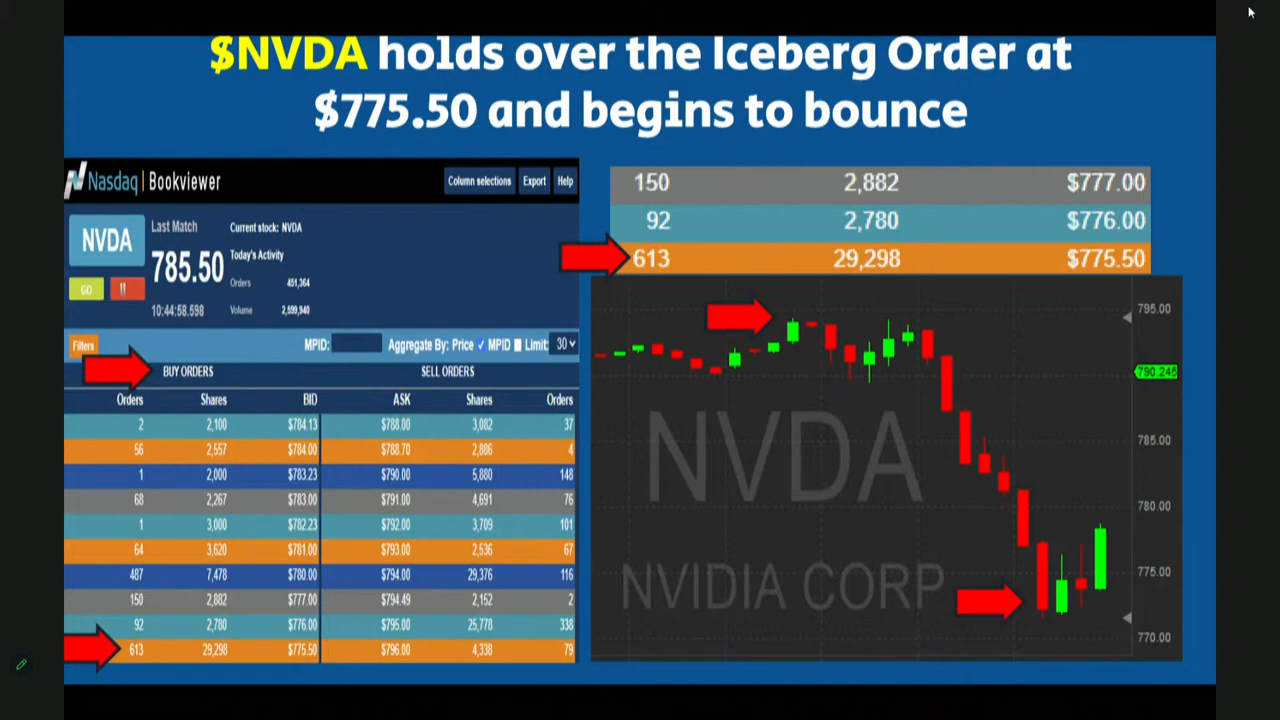 $NVDA holds over the Iceberg Order at
$775.50 and begins to bounce
Nasdaq | Bookviewer
Column selections Export Help
NVDA
GO !!
Last Match
785.50
10:44:58.598
Current stock: NVDA
Today's Activity
Orders 451,364
Volume 2,599,940
Filters MPID: Aggregate By: Price MPID Limit: 30
BUY ORDERS SELL ORDERS
Orders Shares BID ASK Shares Orders
2 2,100 $784.13 $788.00 3,082 37
56 2,557 $784.00 $788.70 2,886 4
1 2,000 $783.23 $790.00 5,880 148
68 2,267 $783.00 $791.00 4,691 76
1 3,000 $782.23 $792.00 3,709 101
64 3,620 $781.00 $793.00 2,536 67
487 7,478 $780.00 $794.00 29,376 116
150 2,882 $777.00 $794.49 2,152 2
92 2,780 $776.00 $795.00 25,778 338
613 29,298 $775.50 $796.00 4,338 79
150 2,882 $777.00
92 2,780 $776.00
613 29,298 $775.50
795.00
790.245
785.00
780.00
775.00
770.00
NVDA
NVIDIA CORP